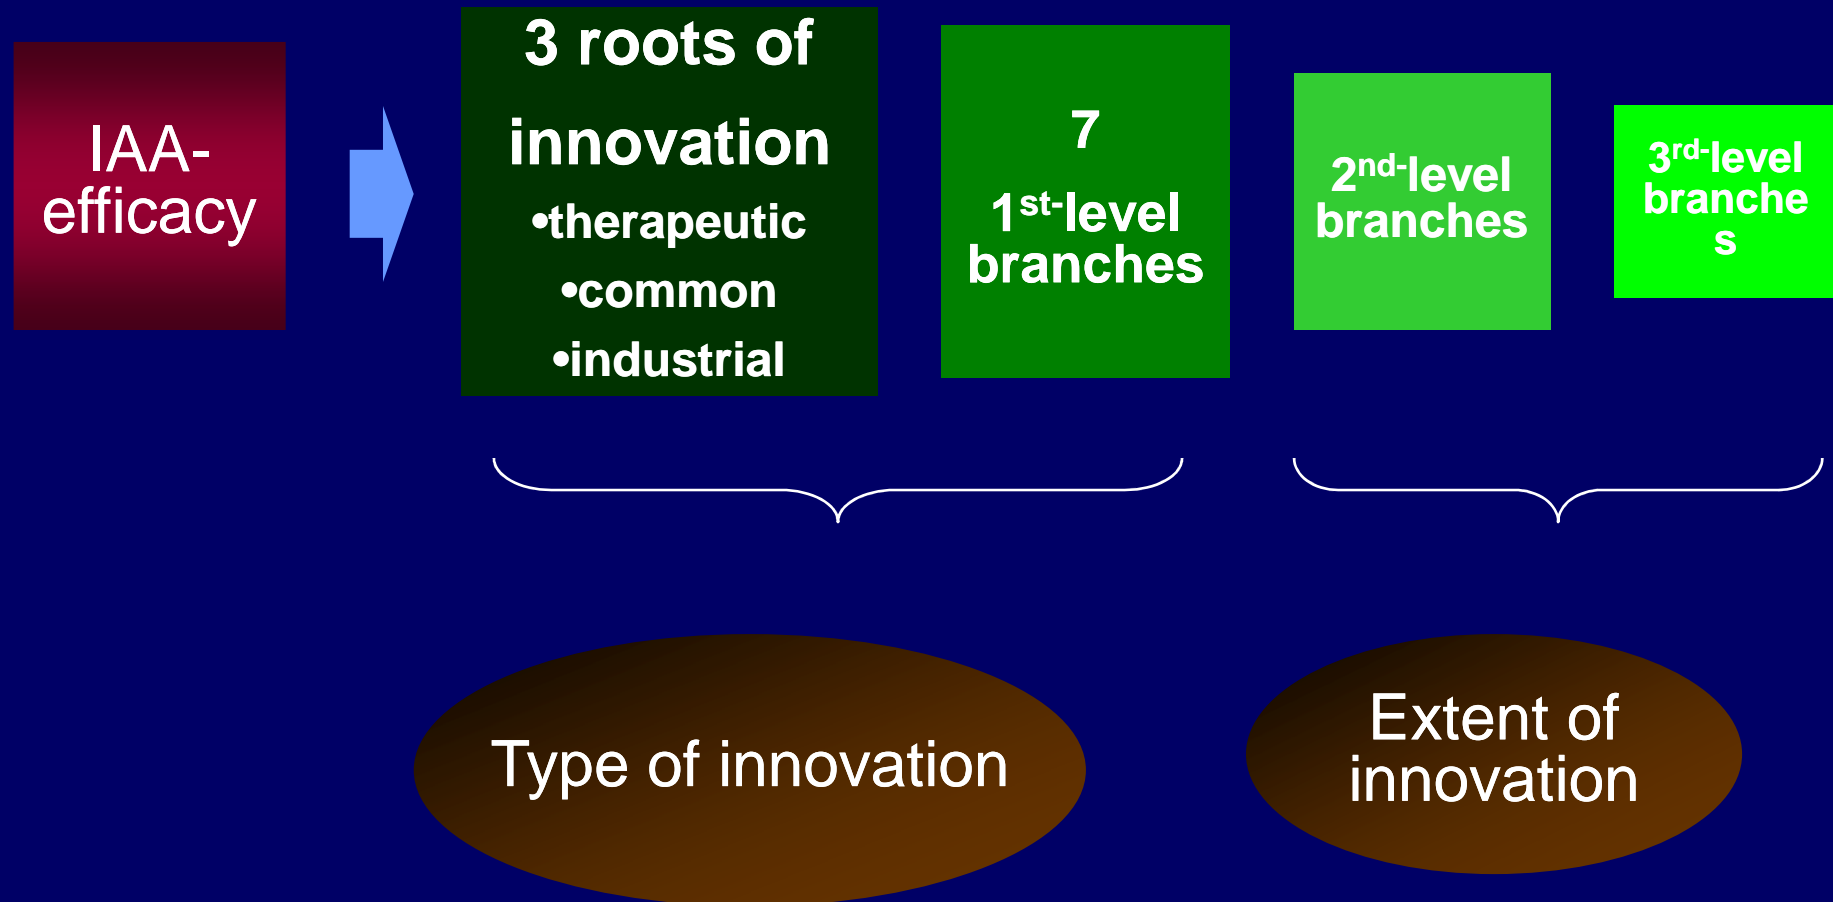 IAA-
efficacy
3 roots of
innovation
•therapeutic
•common
•industrial
7
1st-level
branches
2nd-level
branches
3rd-level
branche
s
Type of innovation
Extent of
innovation